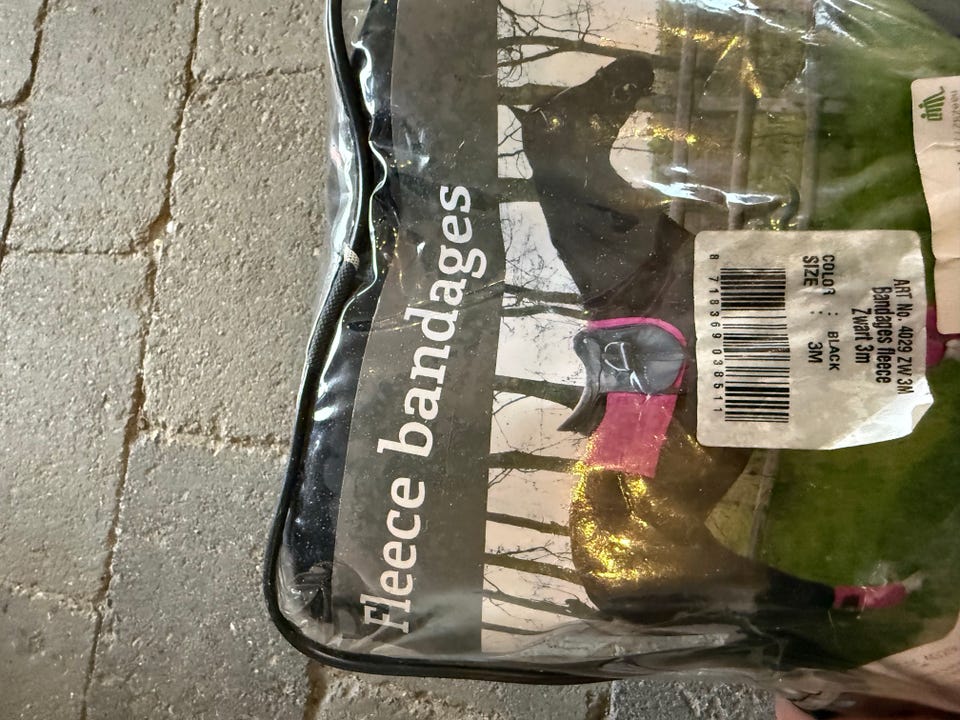 Fleece bandages
ART No. 4029 ZW 3M
Bandages fleece
Zwart 3m
COLOR : BLACK
SIZE : 3M
8 718369 038511